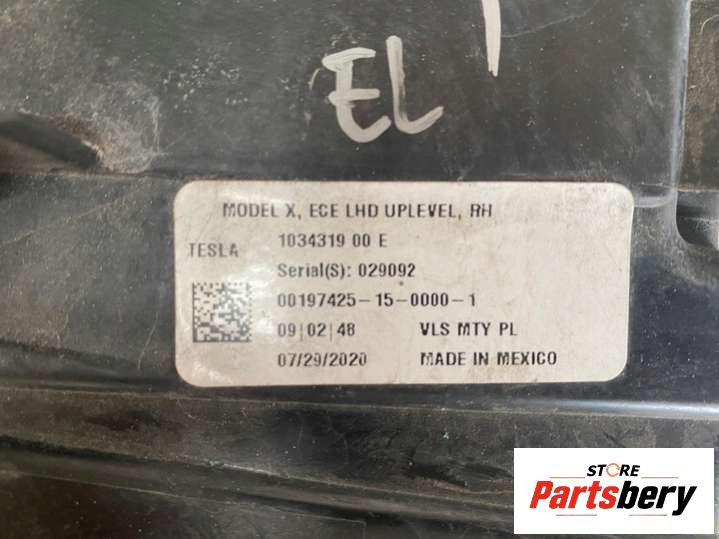 EL
MODEL X, ECE LHD UPLEVEL, RH
TESLA
1034319 00 E
Serial(S): 029092
00197425-15-0000-1
09|02|48 VLS MTY PL
07/29/2020 MADE IN MEXICO
STORE
Partsbery